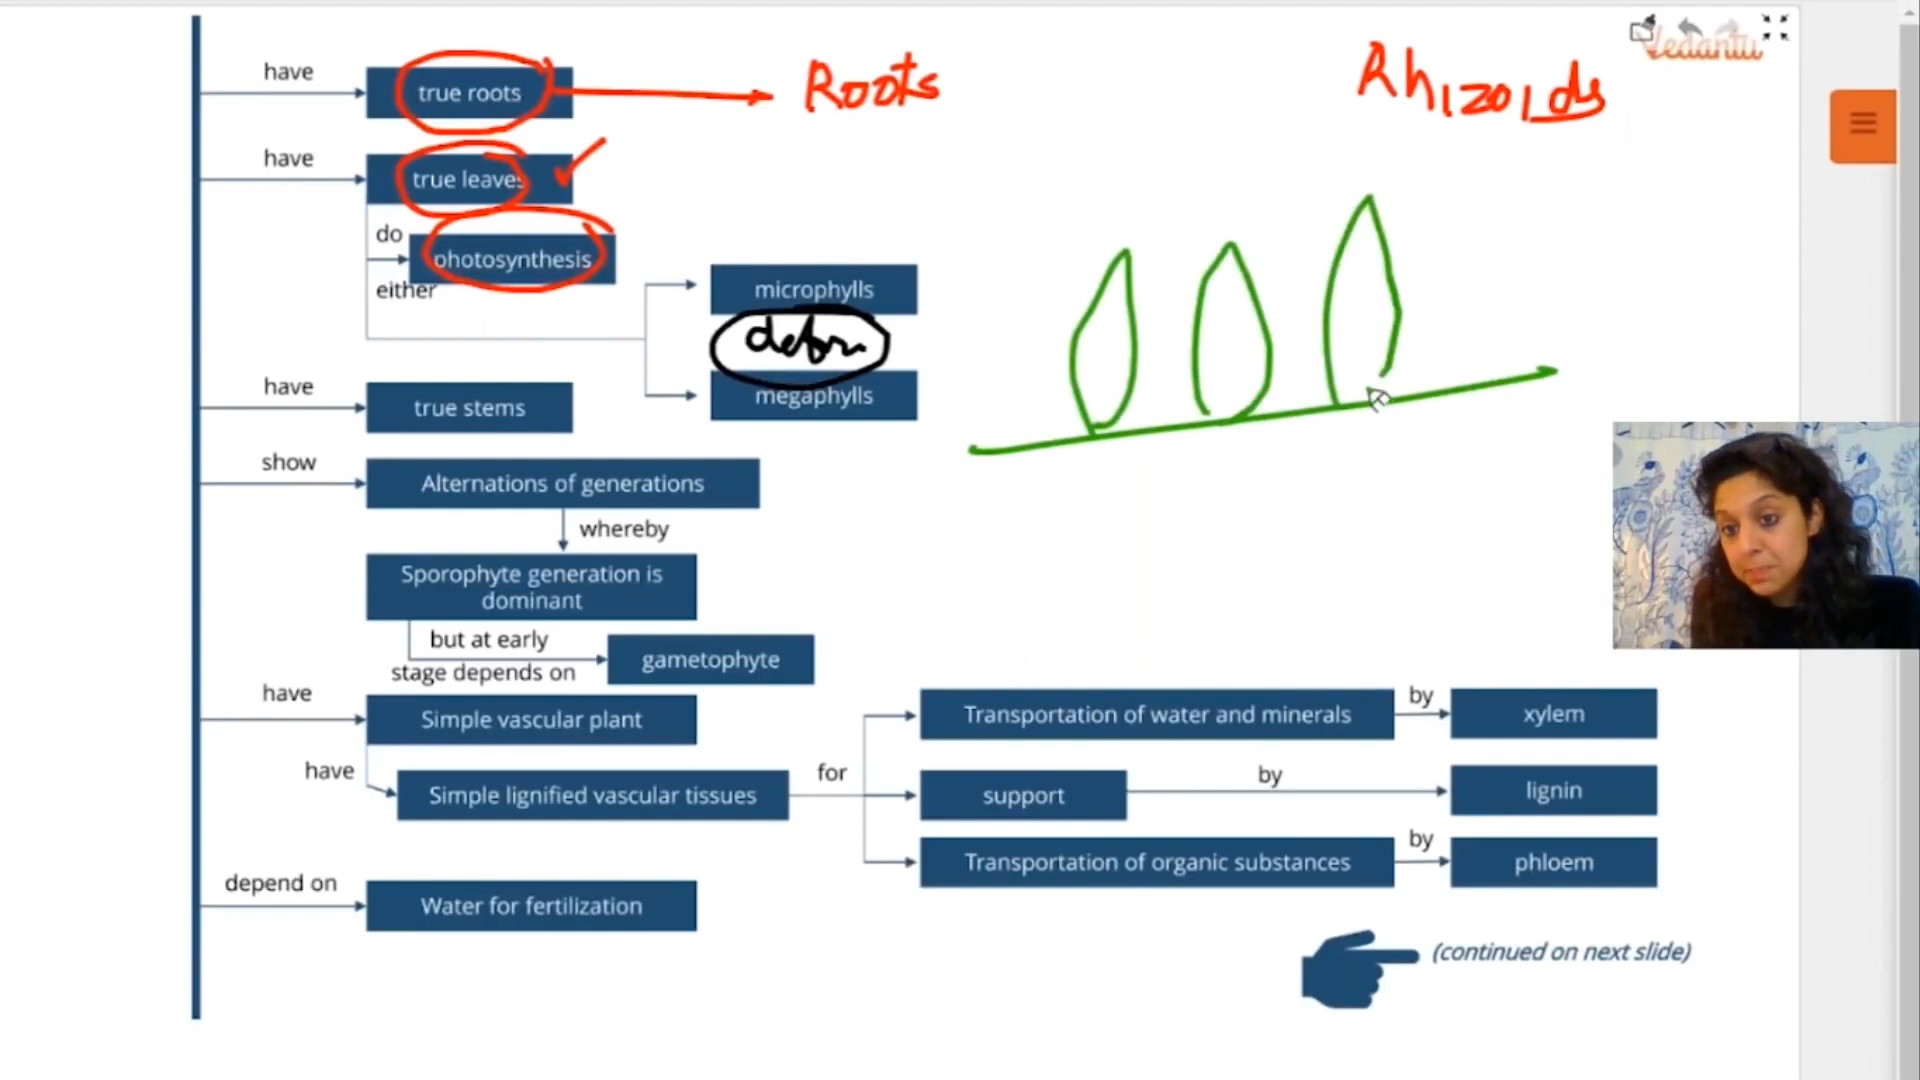 have
true roots
Roots
Rhizoids
Vedantu
have
true leaves
do
photosynthesis
either
microphylls
megaphylls
have
true stems
show
Alternations of generations
whereby
Sporophyte generation is
dominant
but at early
stage depends on
gametophyte
have
Simple vascular plant
have
Simple lignified vascular tissues
for
Transportation of water and minerals
by
xylem
support
by
lignin
Transportation of organic substances
by
phloem
depend on
Water for fertilization
(continued on next slide)